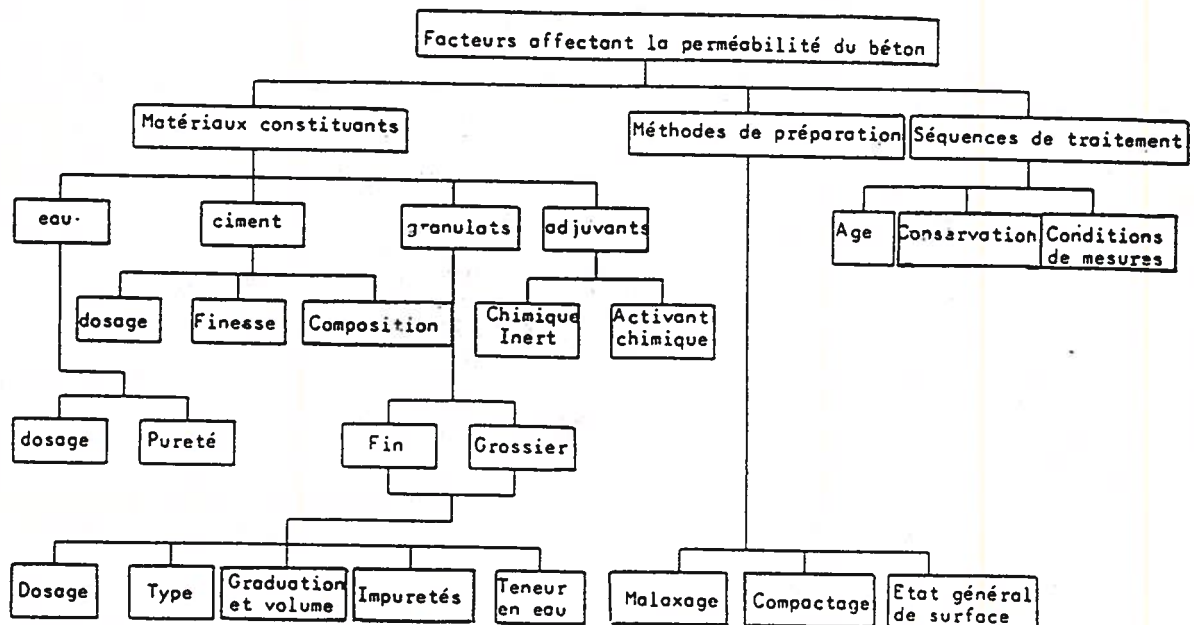 Facteurs affectant la perméabilité du béton
Matériaux constituants
Méthodes de préparation
Séquences de traitement
eau
ciment
granulats
adjuvants
Age
Conservation
Conditions
de mesures
dosage
Finesse
Composition
Chimique
Inert
Activant
chimique
dosage
Pureté
Fin
Grossier
Dosage
Type
Graduation
et volume
Impuretés
Teneur
en eau
Malaxage
Compactage
Etat général
de surface